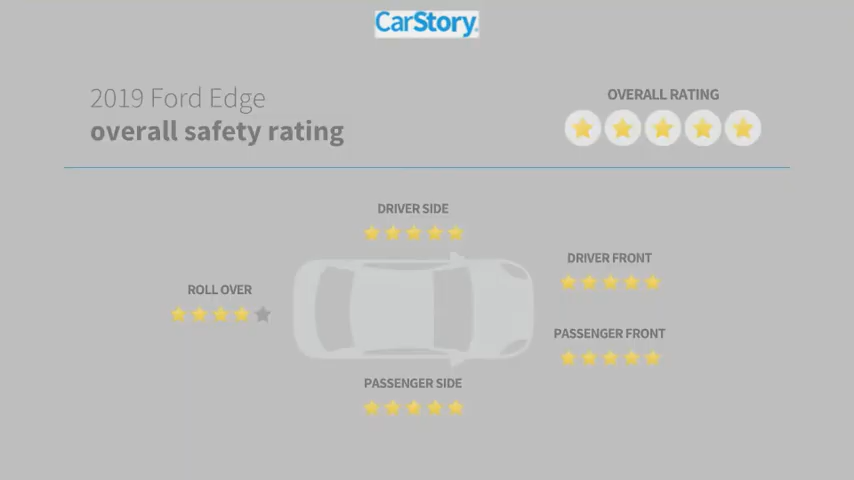 CarStory
2019 Ford Edge
overall safety rating
OVERALL RATING
DRIVER SIDE
DRIVER FRONT
ROLL OVER
PASSENGER FRONT
PASSENGER SIDE